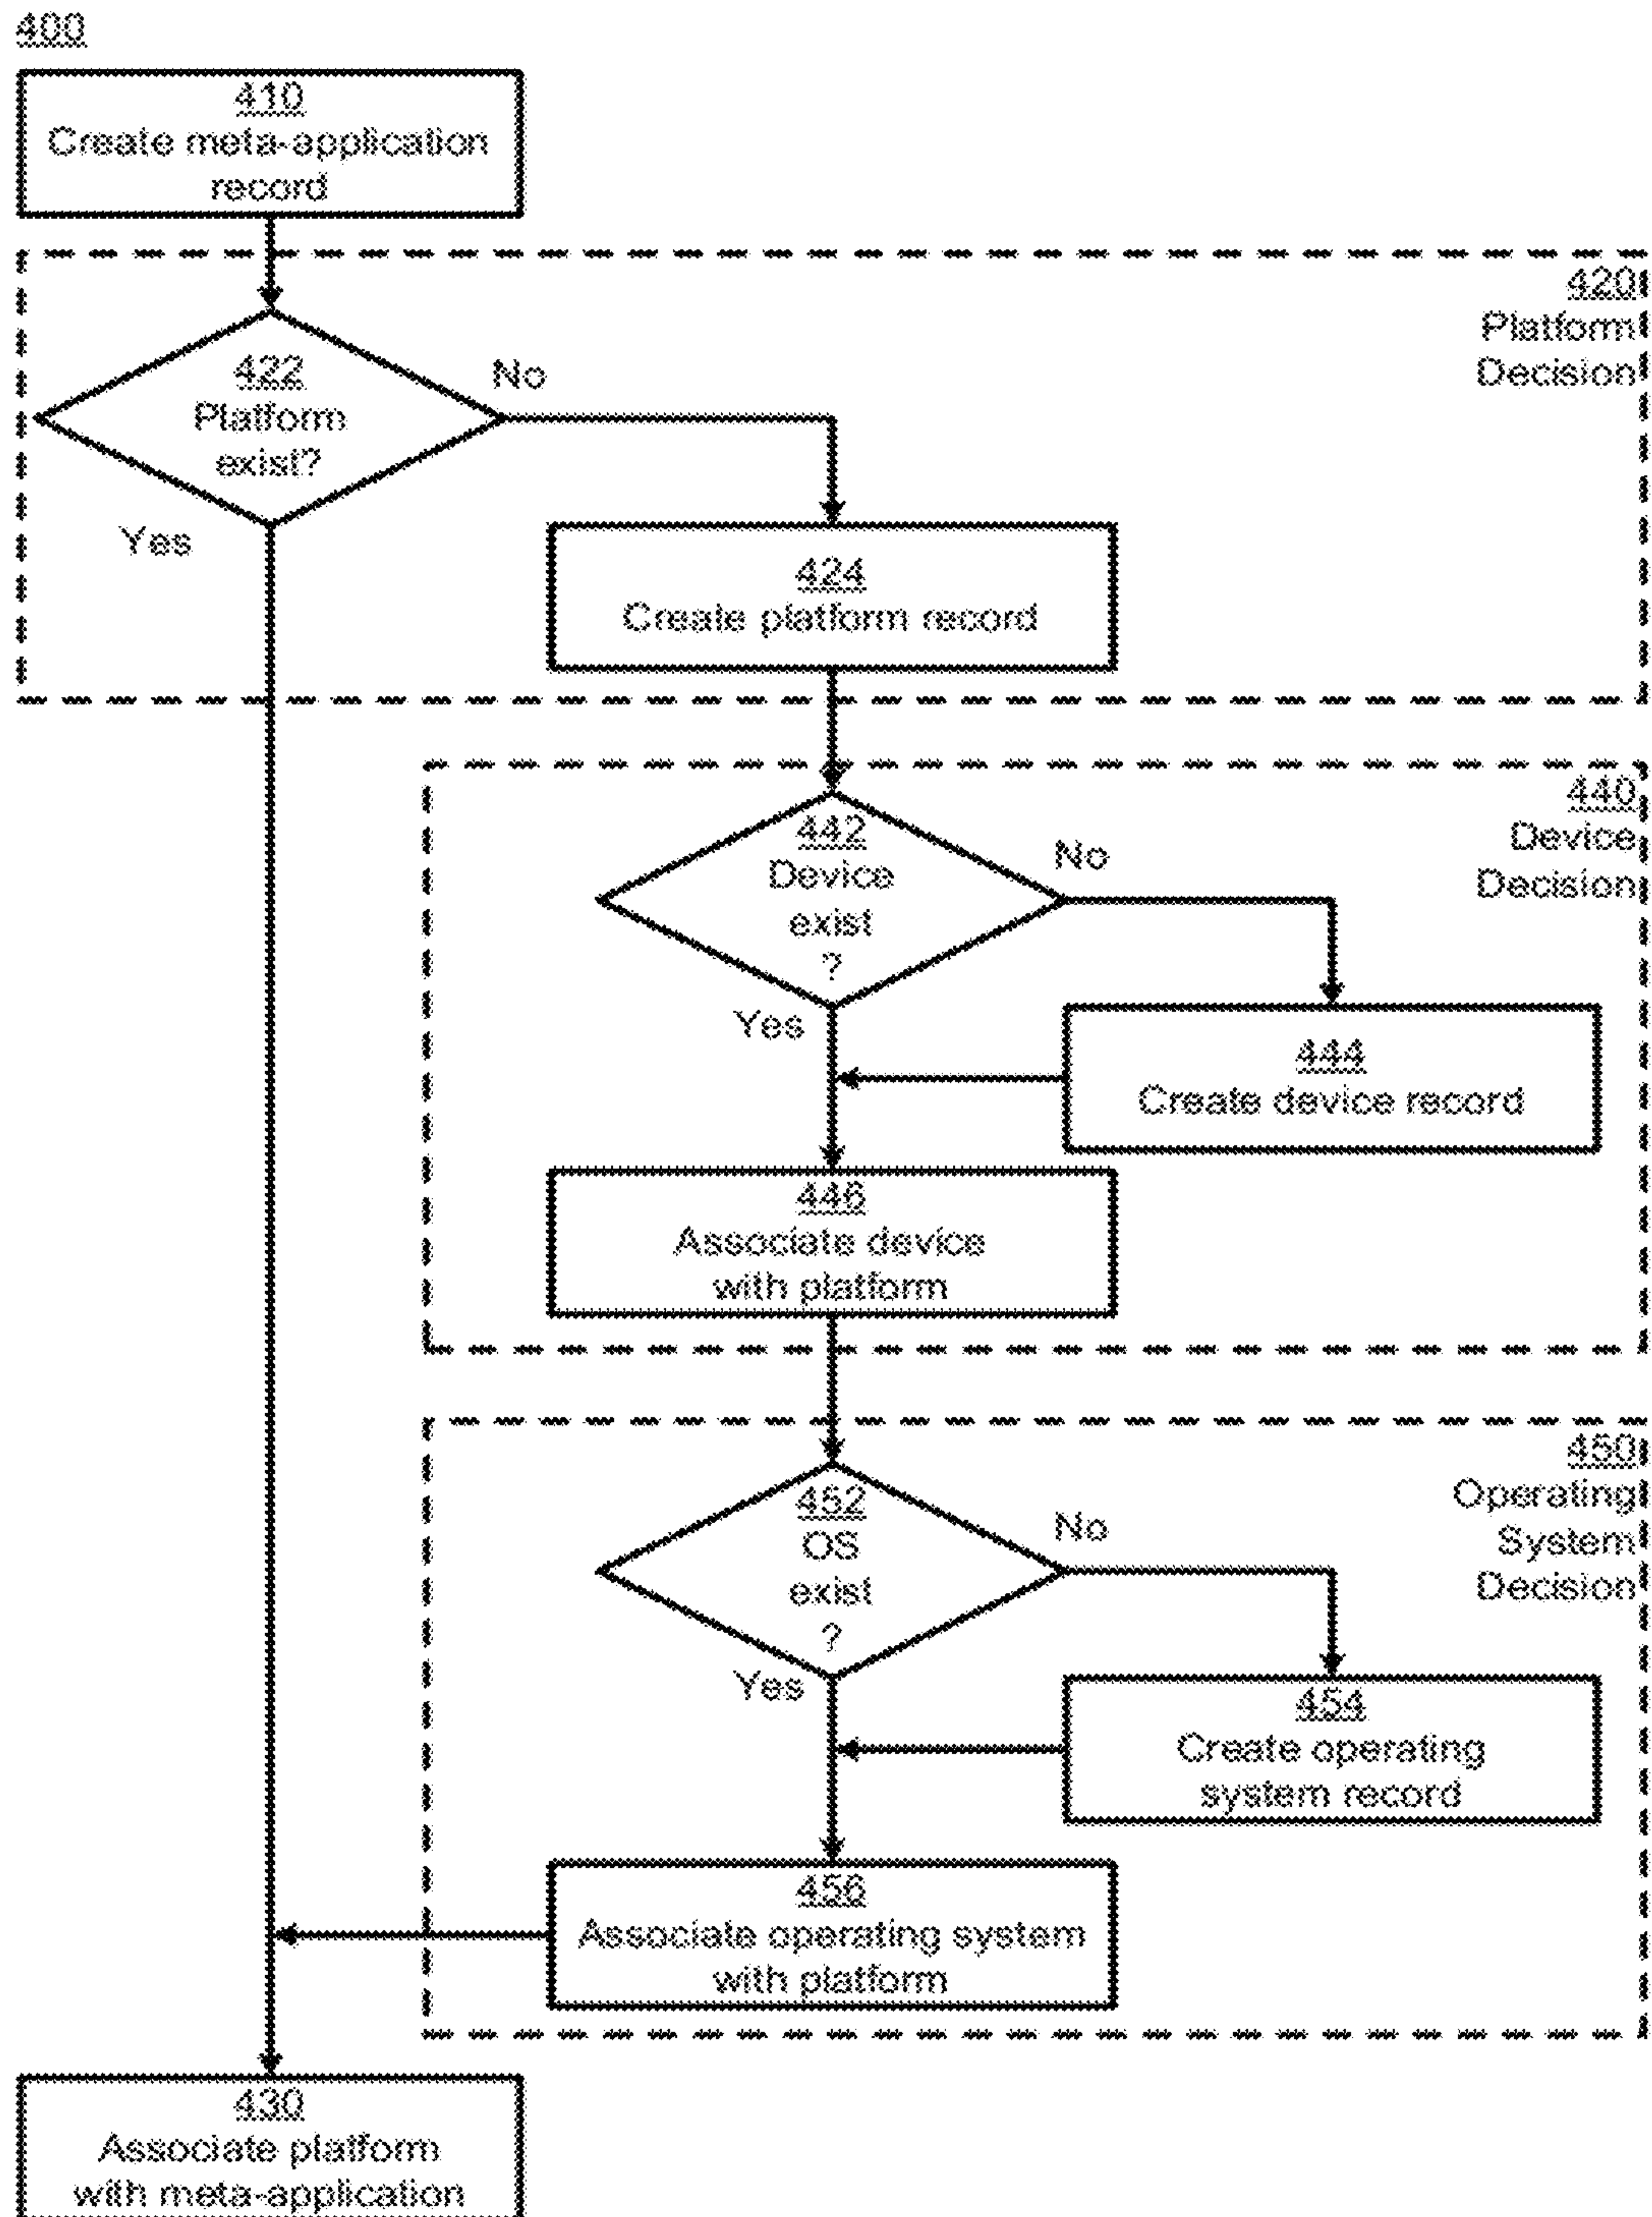 400
410
Create meta-application
record
420
Platform
Decision
422
Platform
exist?
No
Yes
424
Create platform record
440
Device
Decision
442
Device
exist
?
No
Yes
444
Create device record
446
Associate device
with platform
450
Operating
System
Decision
452
OS
exist
?
No
Yes
454
Create operating
system record
456
Associate operating system
with platform
430
Associate platform
with meta-application